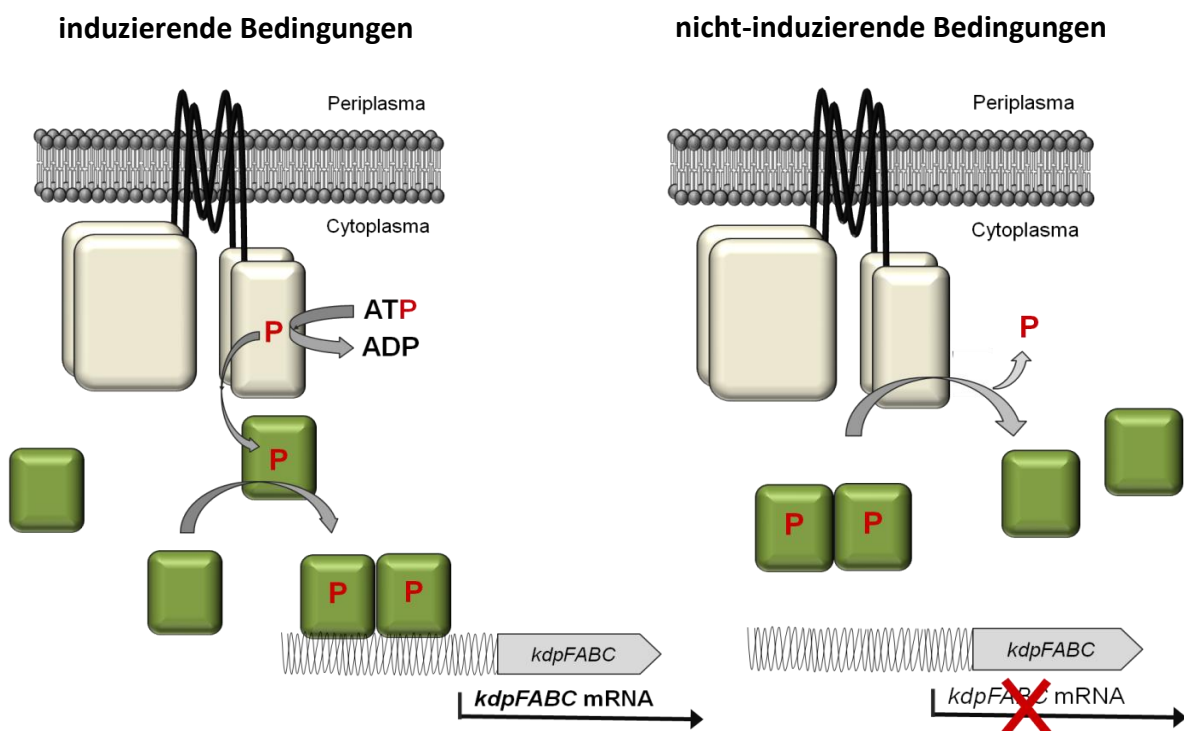 induzierende Bedingungen
Periplasma
Cytoplasma
ATP
P
ADP
P
P P
kdpFABC
kdpFABC mRNA
nicht-induzierende Bedingungen
Periplasma
Cytoplasma
P
P P
kdpFABC
kdpFABC mRNA